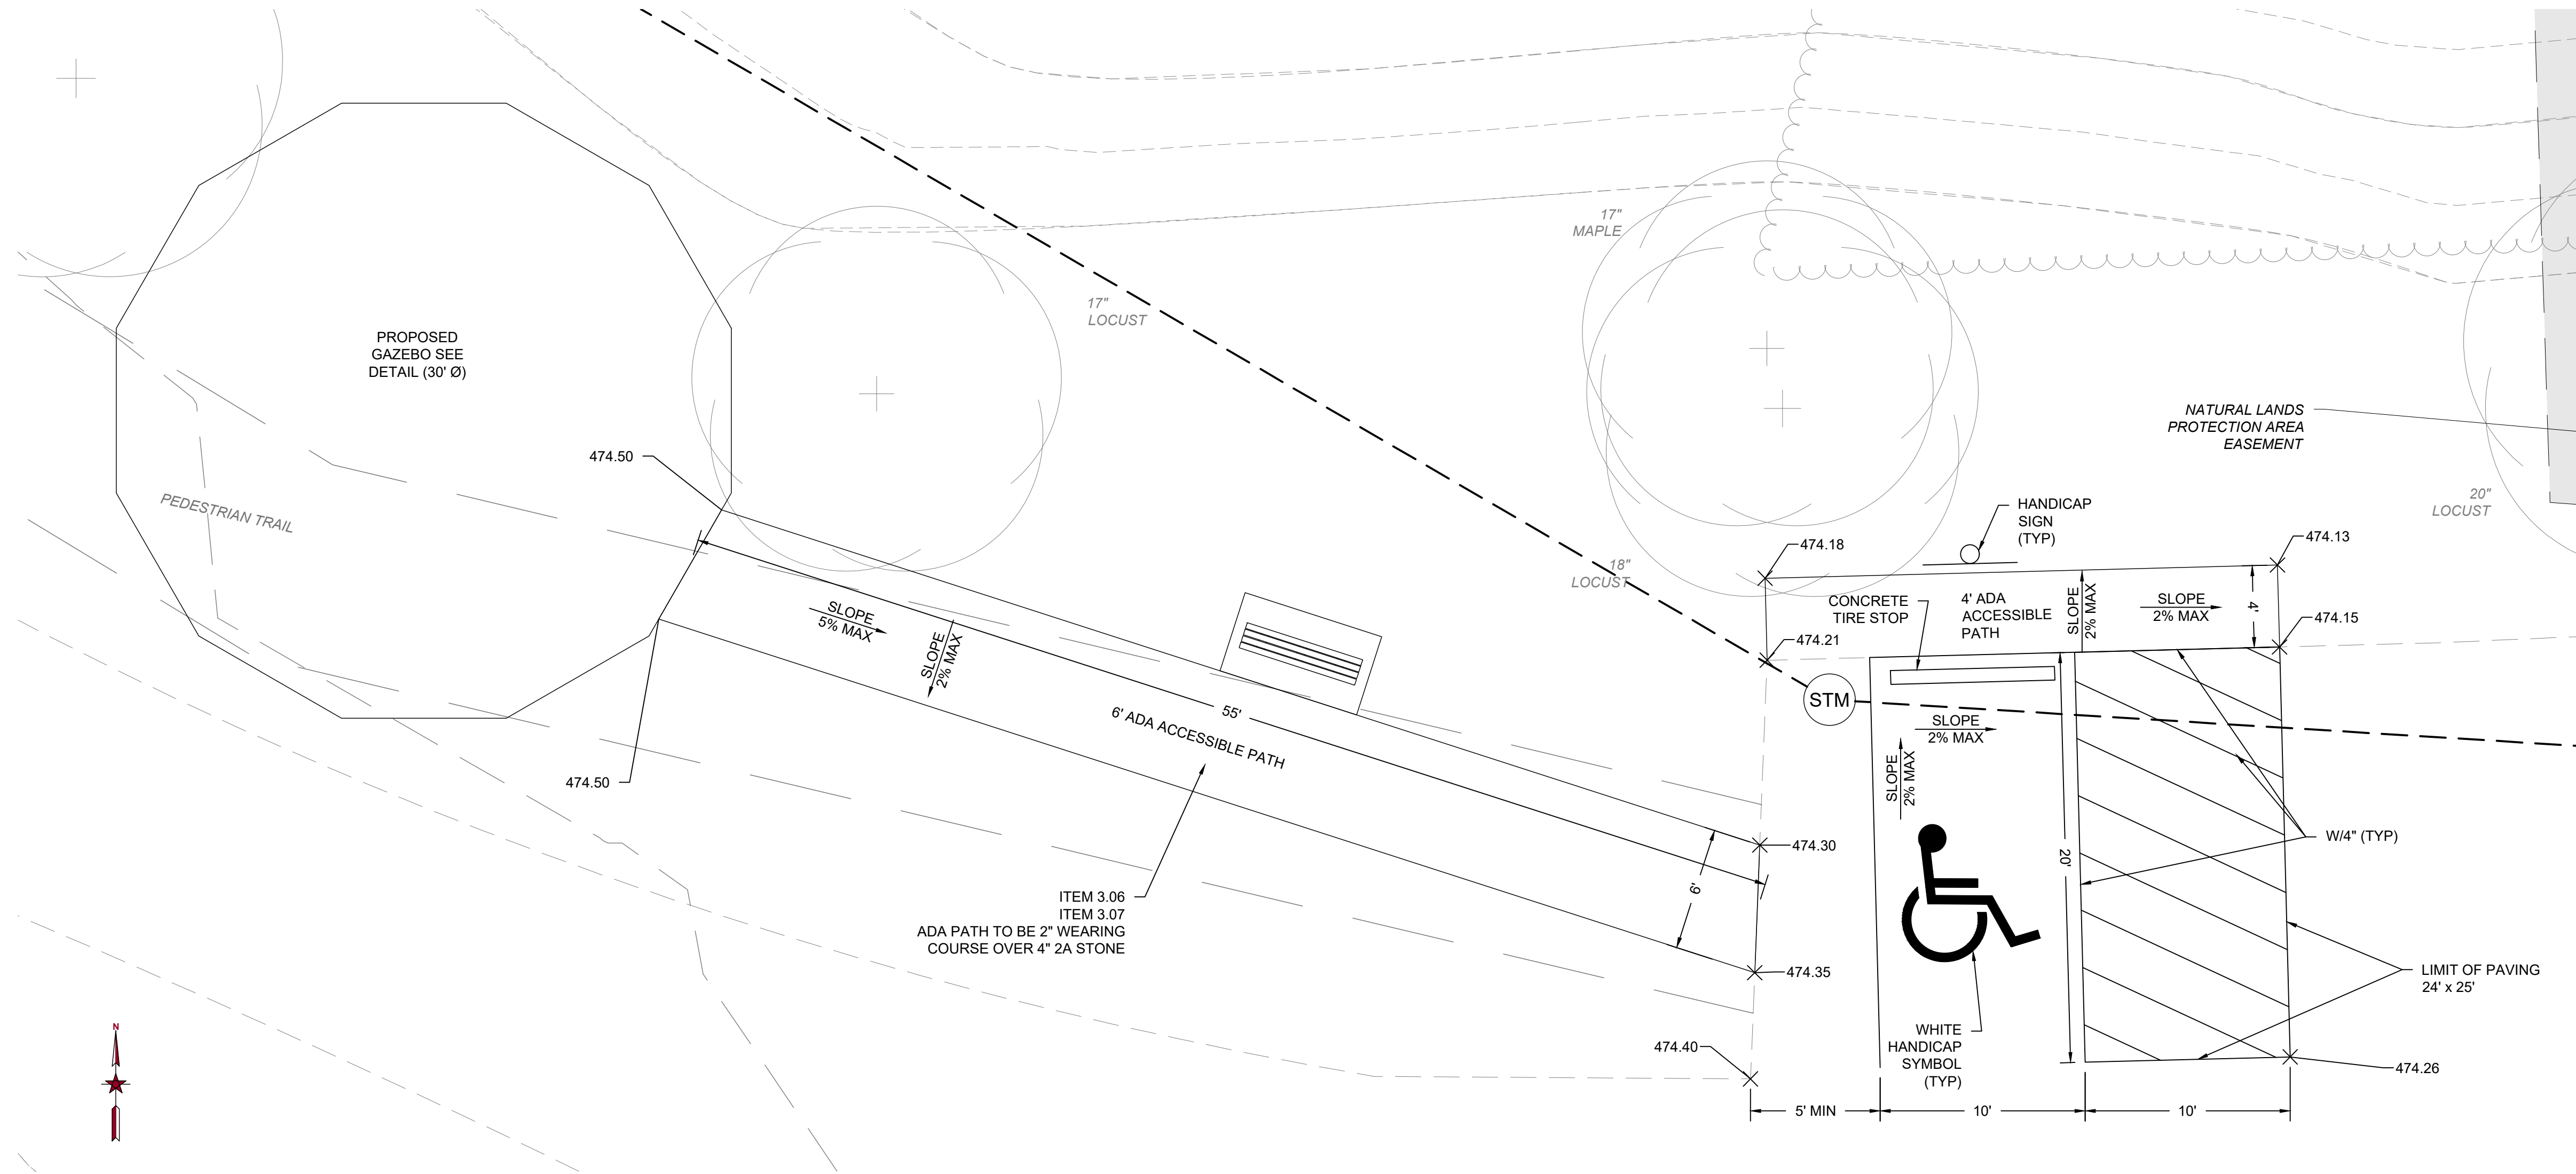 17"
MAPLE
17"
LOCUST
PROPOSED
GAZEBO SEE
DETAIL (30' Ø)
NATURAL LANDS
PROTECTION AREA
EASEMENT
474.50
PEDESTRIAN TRAIL
20"
LOCUST
HANDICAP
SIGN
(TYP)
474.18
474.13
18"
LOCUST
CONCRETE
TIRE STOP
4' ADA
ACCESSIBLE
PATH
SLOPE
2% MAX
SLOPE
2% MAX
4'
474.15
474.21
SLOPE
5% MAX
SLOPE
2% MAX
STM
55'
6' ADA ACCESSIBLE PATH
SLOPE
2% MAX
SLOPE
2% MAX
474.50
W/4" (TYP)
474.30
20'
6'
ITEM 3.06
ITEM 3.07
ADA PATH TO BE 2" WEARING
COURSE OVER 4" 2A STONE
474.35
LIMIT OF PAVING
24' x 25'
N
WHITE
HANDICAP
SYMBOL
(TYP)
474.40
474.26
5' MIN
10'
10'